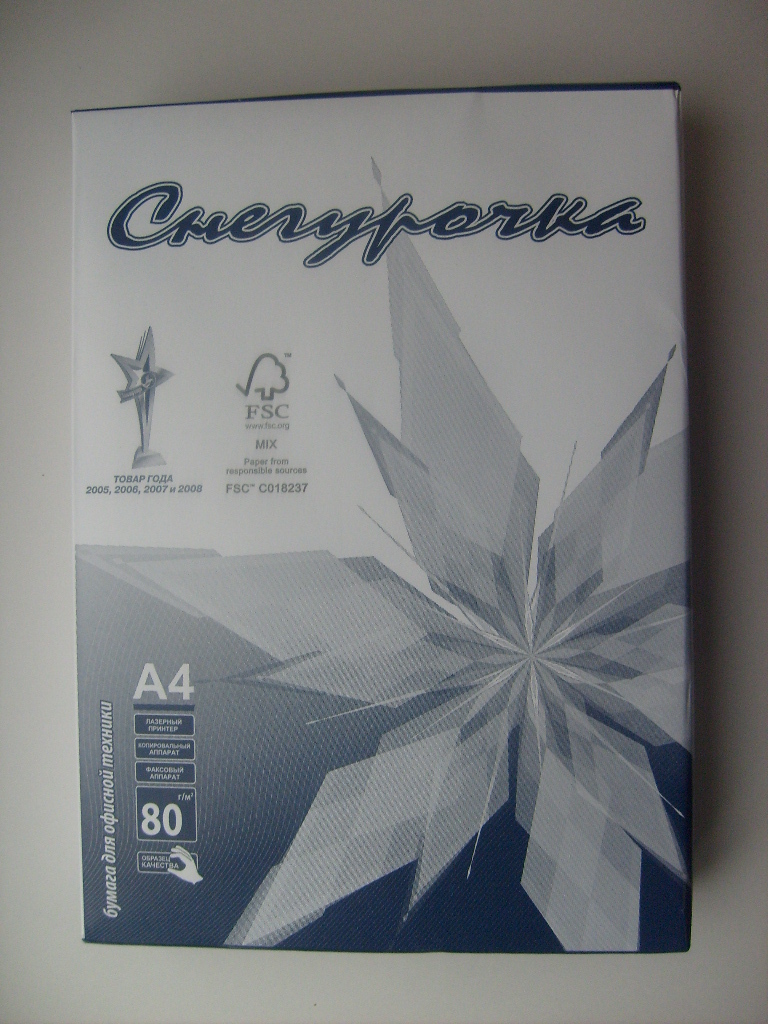 Снегурочка
ТОВАР ГОДА
2005, 2006, 2007 и 2008
FSC™
www.fsc.org
MIX
Paper from
responsible sources
FSC™ C018237
A4
ЛАЗЕРНЫЙ
ПРИНТЕР
КОПИРОВАЛЬНЫЙ
АППАРАТ
ФАКСОВЫЙ
АППАРАТ
80 г/м²
ОБРАЗЕЦ
КАЧЕСТВА
бумага для офисной техники